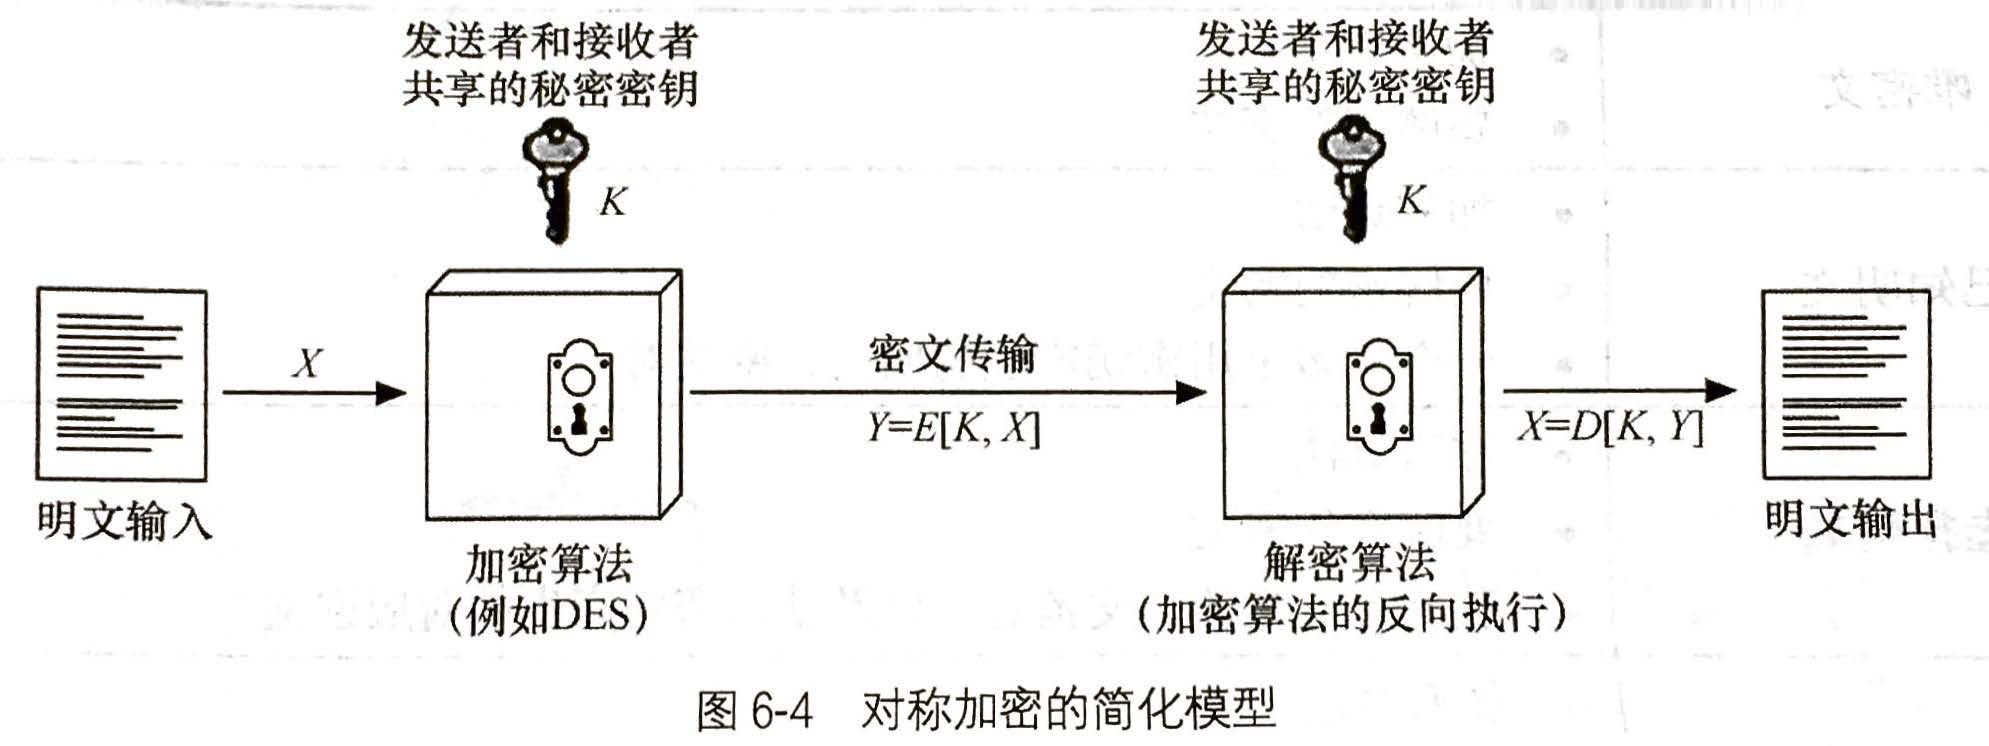 发送者和接收者
共享的秘密密钥
K
发送者和接收者
共享的秘密密钥
K
X
密文传输
Y=E[K, X]
X=D[K, Y]
明文输入
加密算法
(例如DES)
解密算法
(加密算法的反向执行)
明文输出
图 6-4 对称加密的简化模型